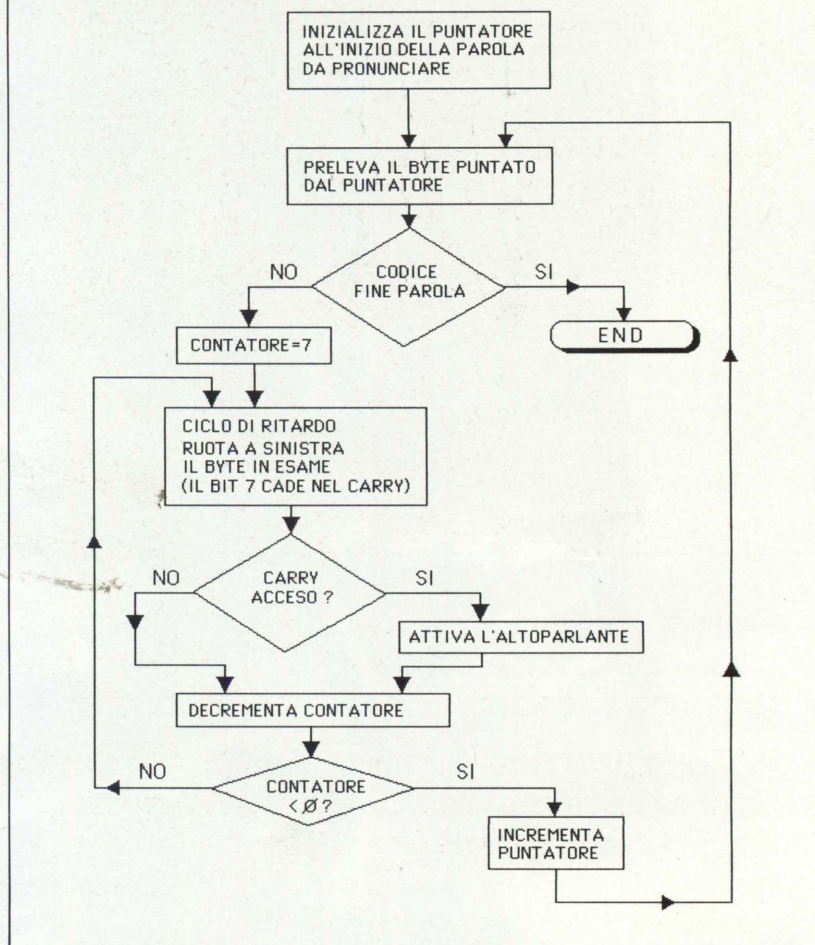 INIZIALIZZA IL PUNTATORE
ALL'INIZIO DELLA PAROLA
DA PRONUNCIARE
PRELEVA IL BYTE PUNTATO
DAL PUNTATORE
NO
CODICE
FINE PAROLA
SI
END
CONTATORE=7
CICLO DI RITARDO
RUOTA A SINISTRA
IL BYTE IN ESAME
(IL BIT 7 CADE NEL CARRY)
NO
CARRY
ACCESO ?
SI
ATTIVA L'ALTOPARLANTE
DECREMENTA CONTATORE
NO
CONTATORE
<Ø?
SI
INCREMENTA
PUNTATORE